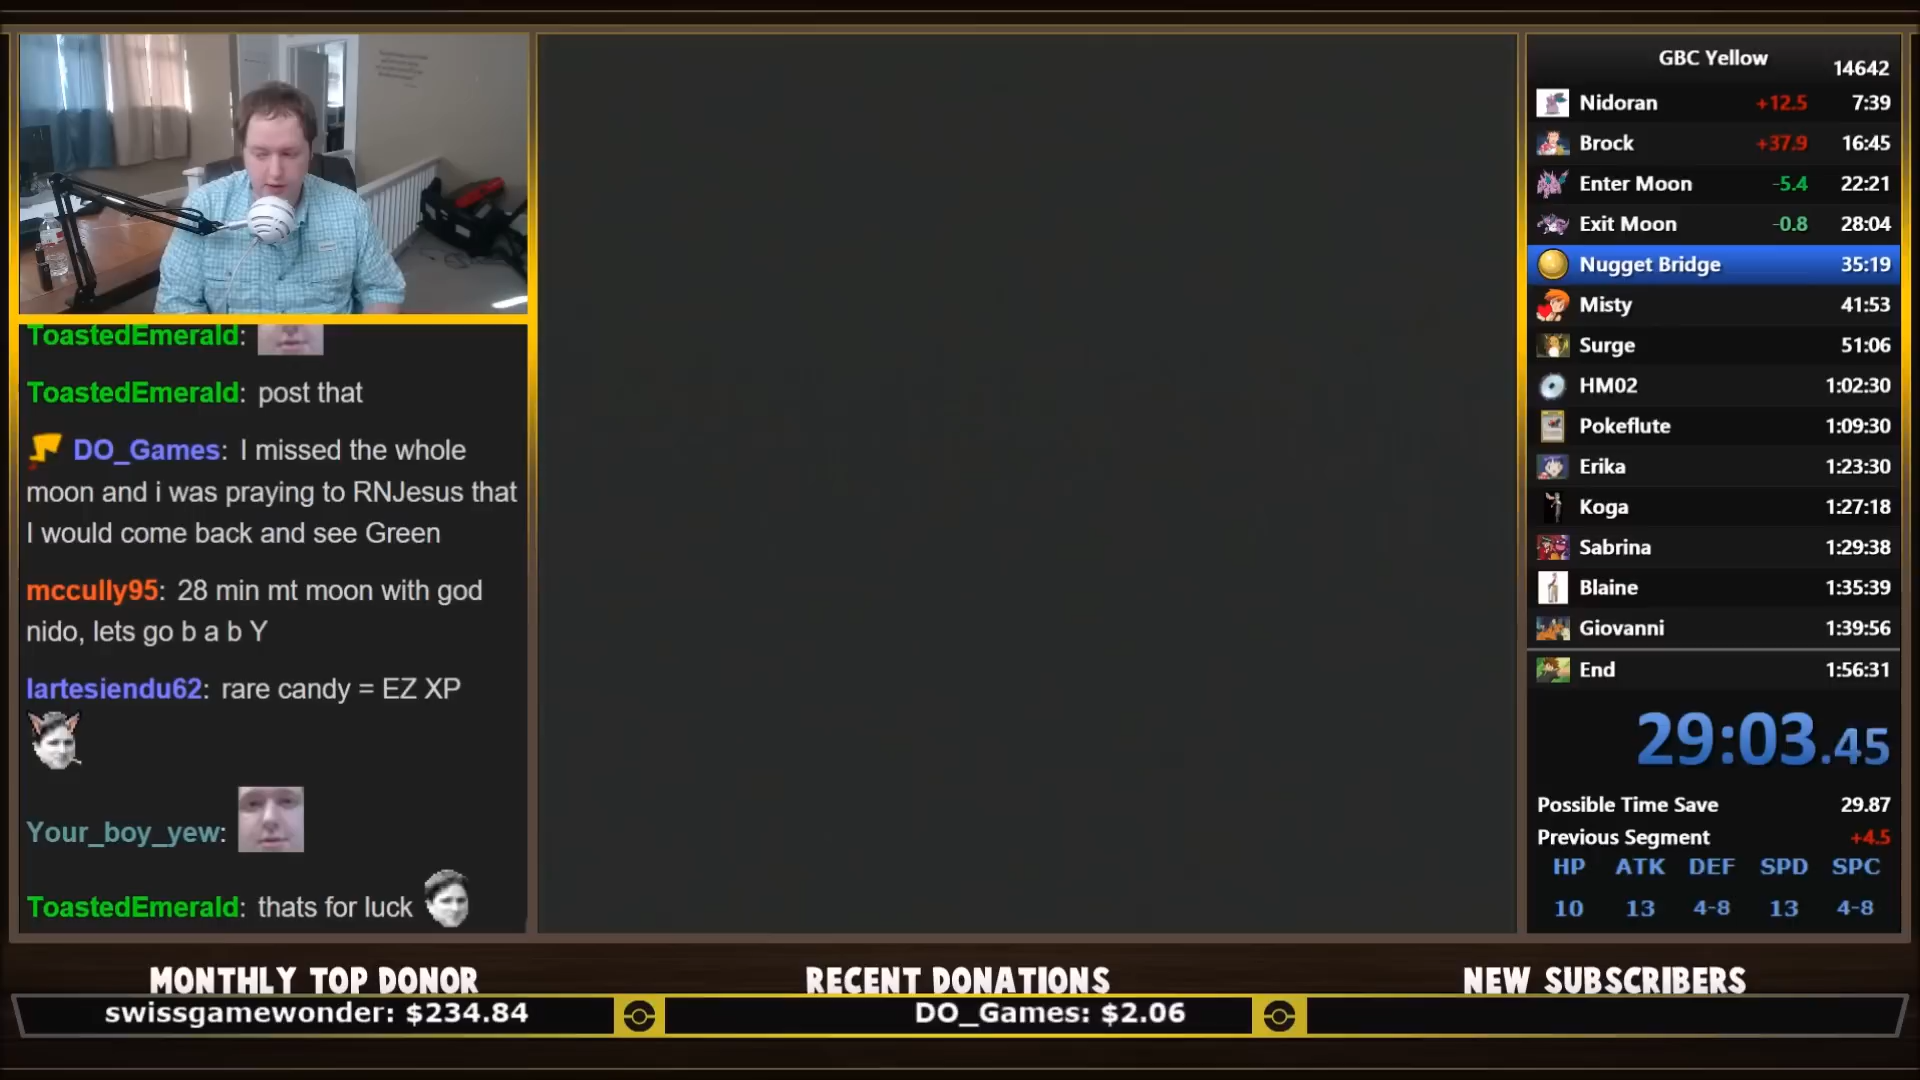 GBC Yellow
14642
Nidoran +12.5 7:39
Brock +37.9 16:45
Enter Moon -5.4 22:21
Exit Moon -0.8 28:04
Nugget Bridge 35:19
Misty 41:53
Surge 51:06
HM02 1:02:30
Pokeflute 1:09:30
Erika 1:23:30
Koga 1:27:18
Sabrina 1:29:38
Blaine 1:35:39
Giovanni 1:39:56
End 1:56:31
29:03.45
Possible Time Save 29.87
Previous Segment +4.5
HP ATK DEF SPD SPC
10 13 4-8 13 4-8
ToastedEmerald:
ToastedEmerald: post that
DO_Games: I missed the whole
moon and i was praying to RNJesus that
I would come back and see Green
mccully95: 28 min mt moon with god
nido, lets go b a b Y
lartesiendu62: rare candy = EZ XP
Your_boy_yew:
ToastedEmerald: thats for luck
MONTHLY TOP DONOR
swissgamewonder: $234.84
RECENT DONATIONS
DO_Games: $2.06
NEW SUBSCRIBERS